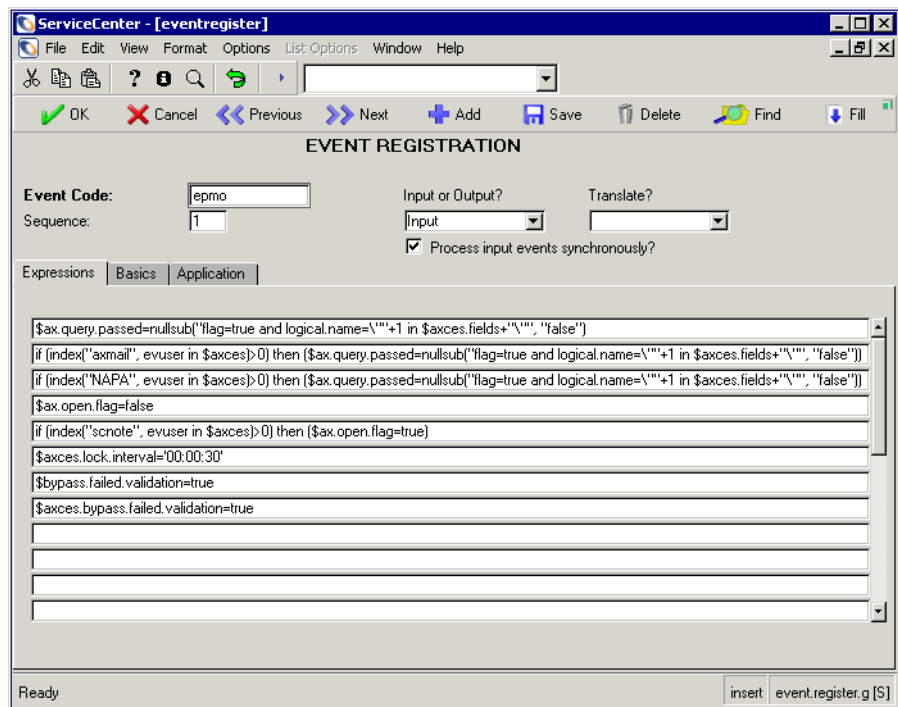 ServiceCenter - [eventregister]
File Edit View Format Options List Options Window Help
OK Cancel Previous Next Add Save Delete Find Fill
EVENT REGISTRATION
Event Code: epmo Input or Output? Translate?
Sequence: 1 Input
Process input events synchronously?
Expressions Basics Application
$ax.query.passed=nullsub("flag=true and logical.name=\""+1 in $axces.fields+"\"", "false")
if (index("axmail", evuser in $axces)>0) then ($ax.query.passed=nullsub("flag=true and logical.name=\""+1 in $axces.fields+"\"", "false"))
if (index("NAPA", evuser in $axces)>0) then ($ax.query.passed=nullsub("flag=true and logical.name=\""+1 in $axces.fields+"\"", "false"))
$ax.open.flag=false
if (index("scnote", evuser in $axces)>0) then ($ax.open.flag=true)
$axces.lock.interval='00:00:30'
$bypass.failed.validation=true
$axces.bypass.failed.validation=true
Ready insert event.register.g [S]